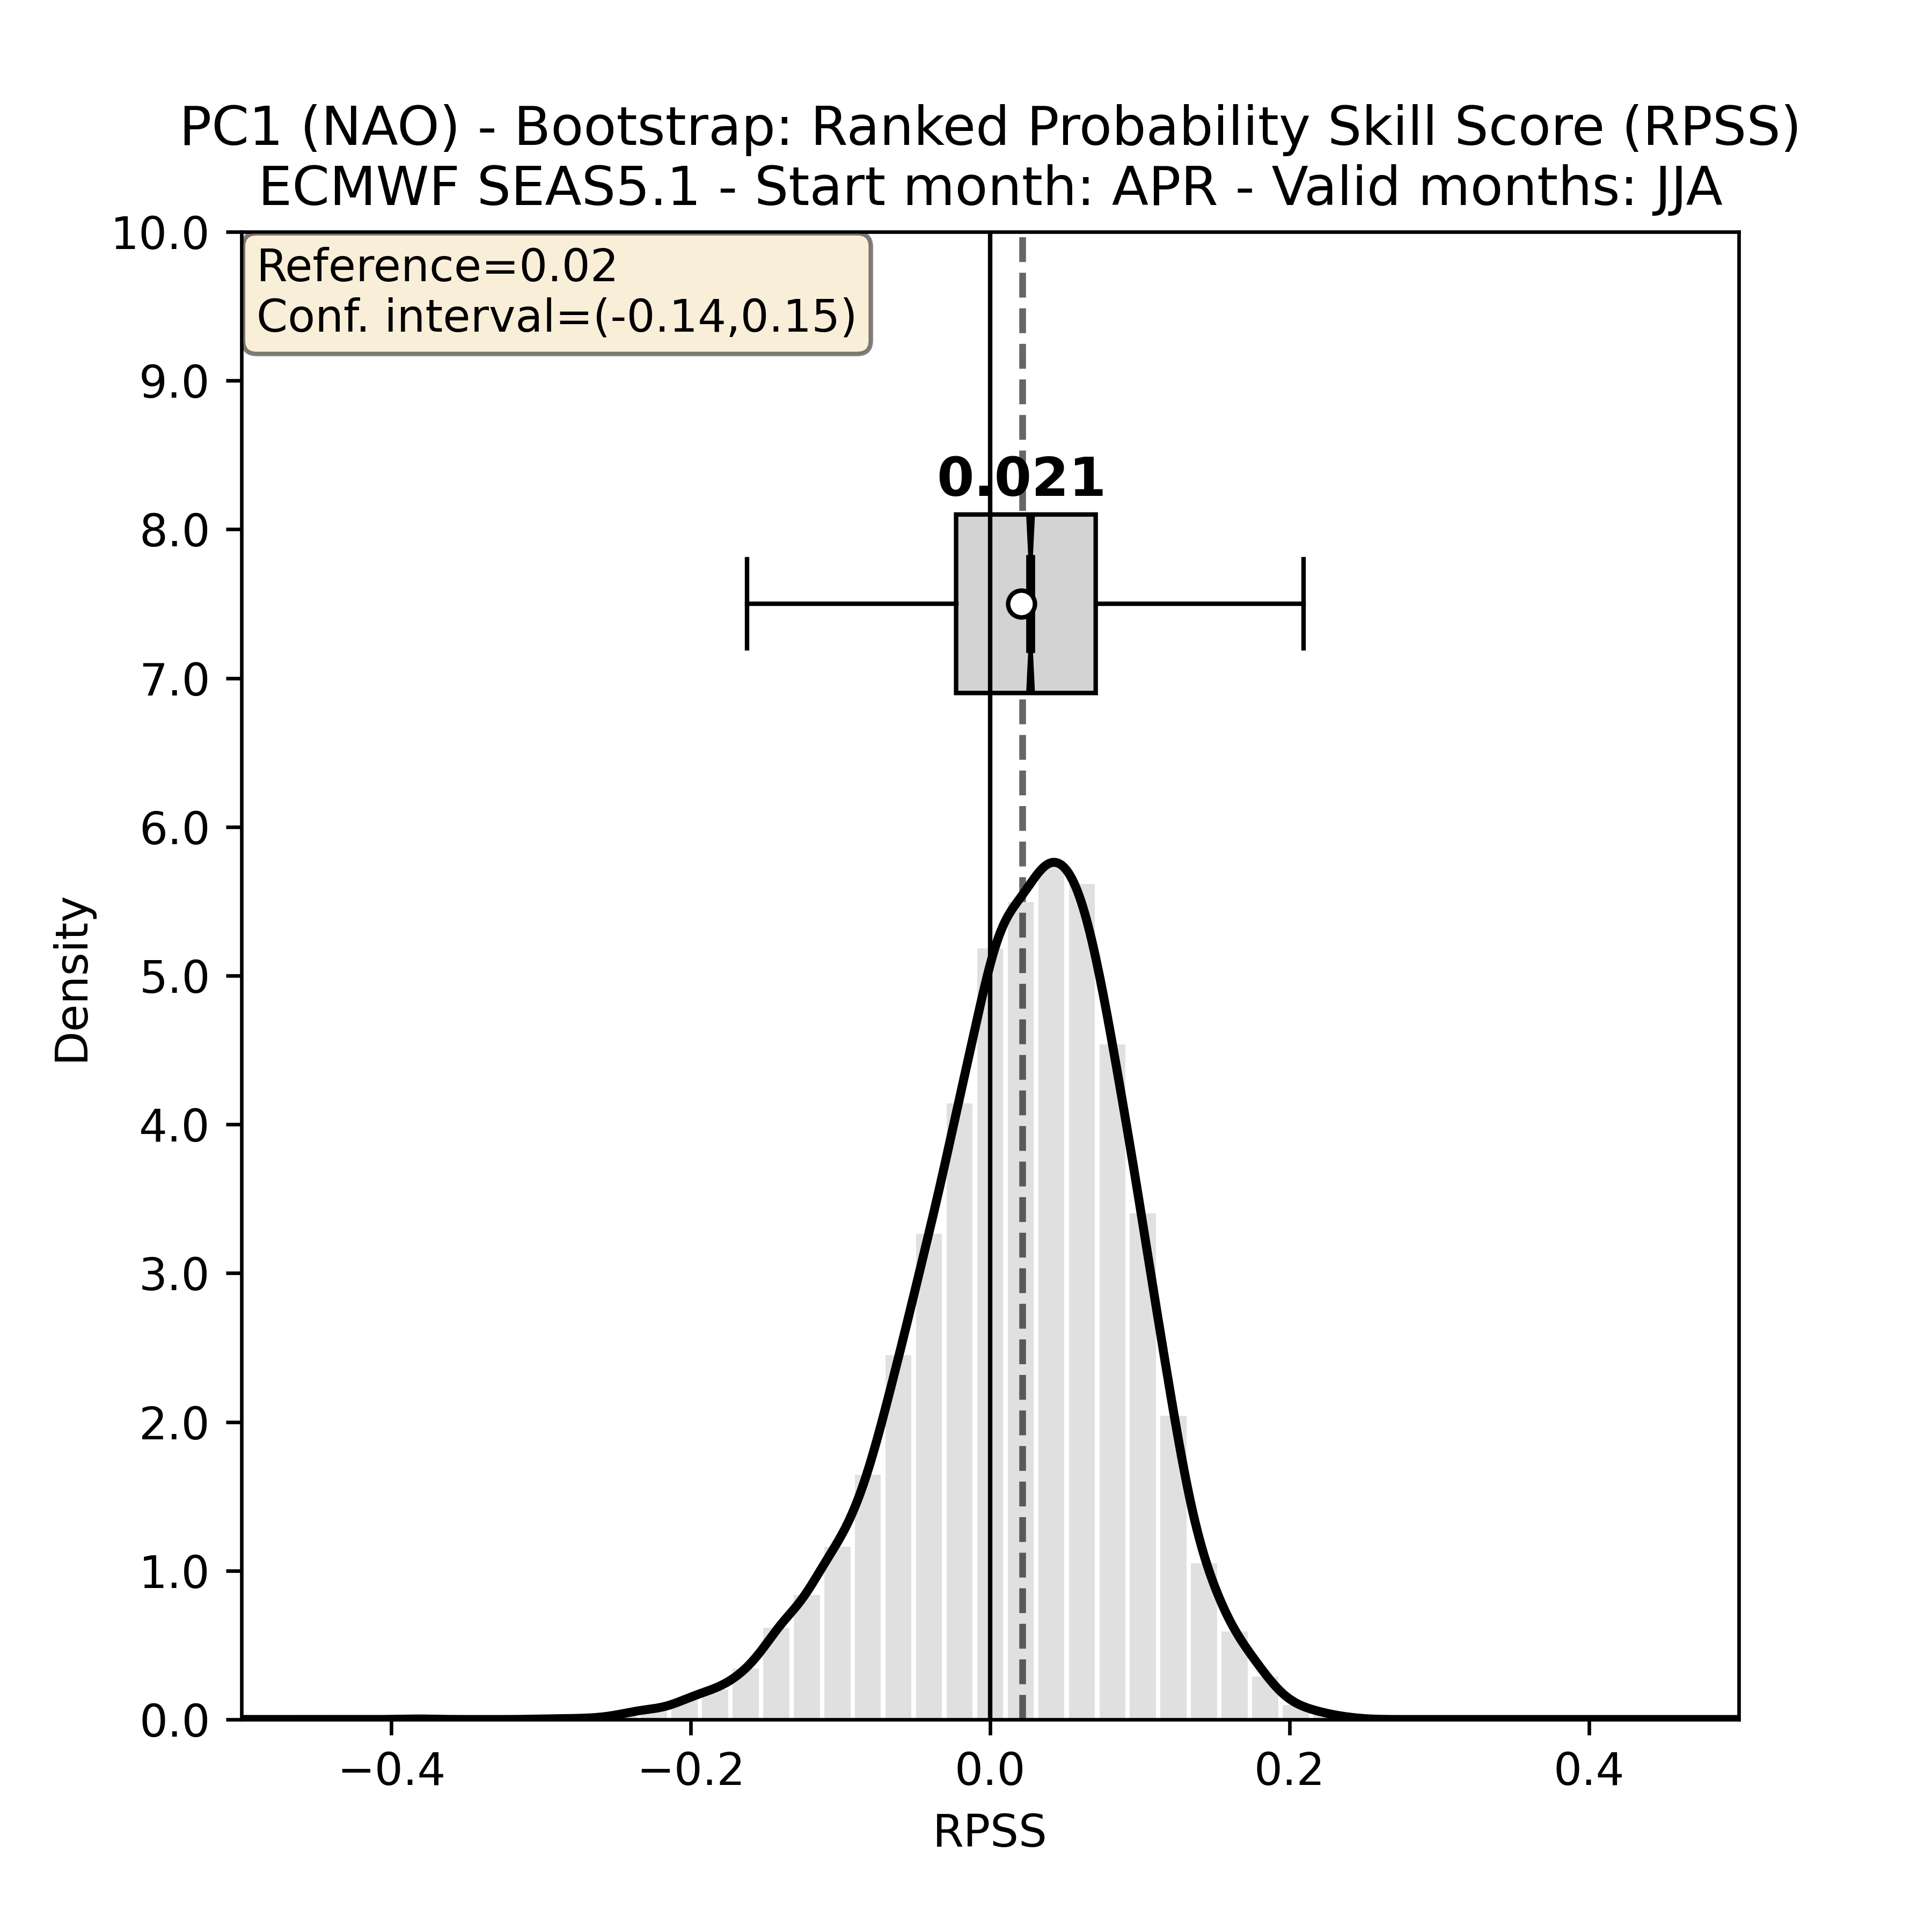 PC1 (NAO) - Bootstrap: Ranked Probability Skill Score (RPSS)
ECMWF SEAS5.1 - Start month: APR - Valid months: JJA
10.0
Reference=0.02
Conf. interval=(-0.14,0.15)
9.0
0.021
8.0
7.0
6.0
Density
5.0
4.0
3.0
2.0
1.0
0.0
−0.4 −0.2 0.0 0.2 0.4
RPSS